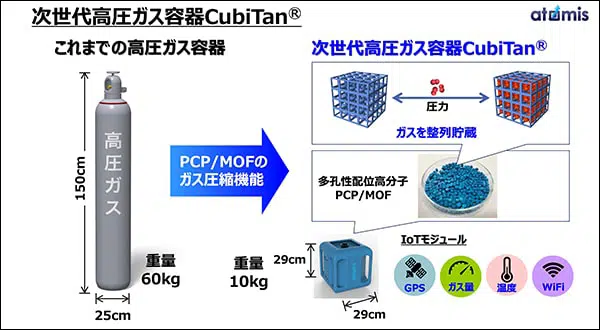 次世代高圧ガス容器CubiTan®
atomis
これまでの高圧ガス容器
高圧ガス
150cm
25cm
重量
60kg
PCP/MOFの
ガス圧縮機能
次世代高圧ガス容器CubiTan®
圧力
ガスを整列貯蔵
多孔性配位高分子
PCP/MOF
重量
10kg
29cm
29cm
IoTモジュール
GPS
ガス量
温度
WiFi